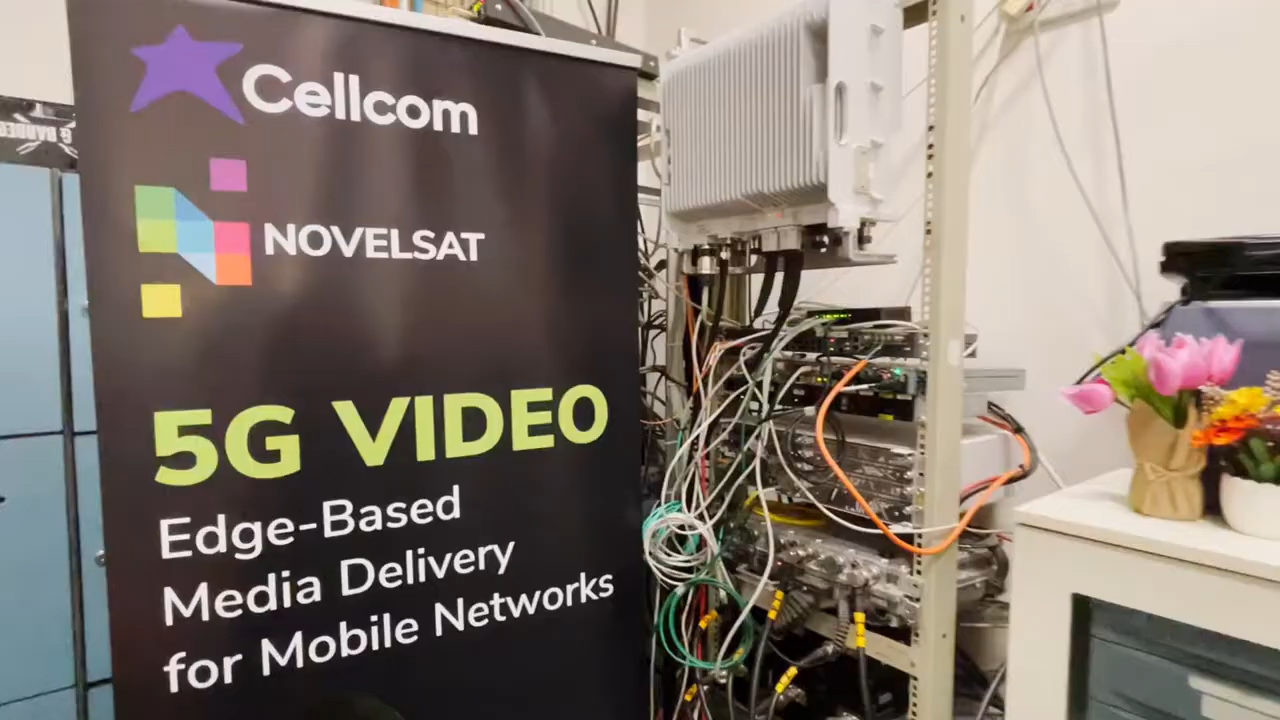 Cellcom
NOVELSAT
5G VIDEO
Edge-Based
Media Delivery
for Mobile Networks